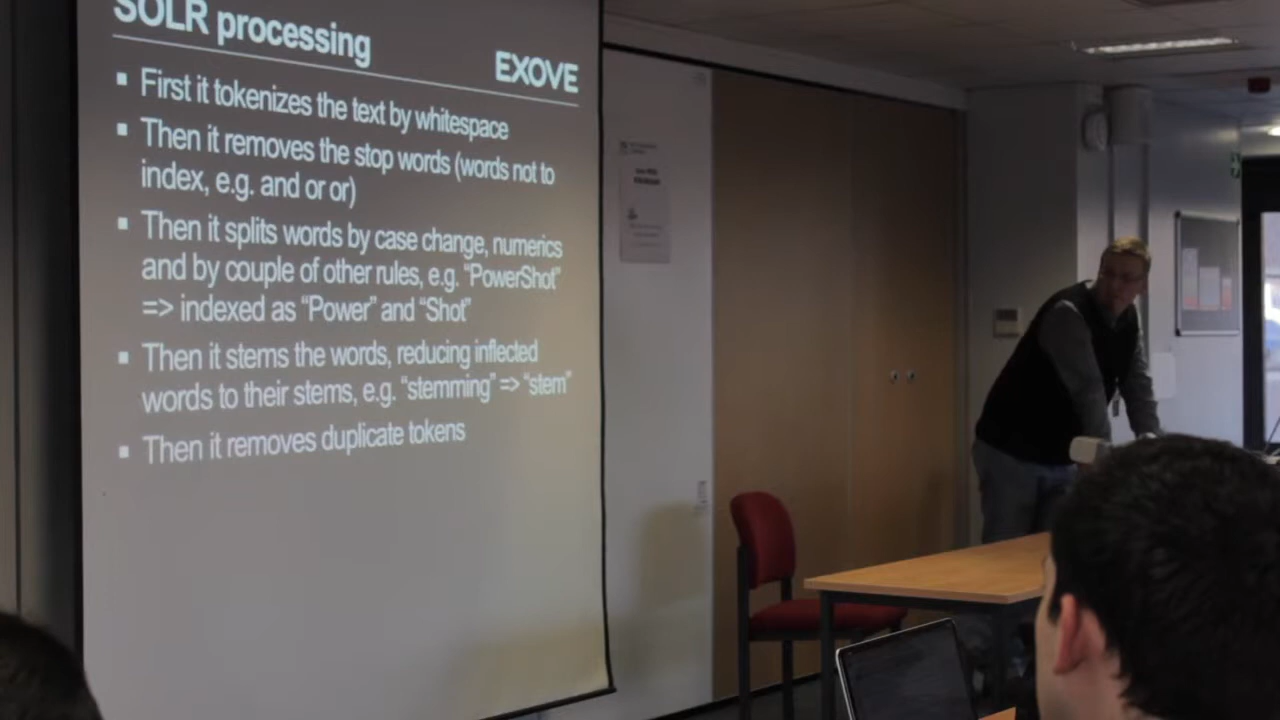 SOLR processing
EXOVE
▪ First it tokenizes the text by whitespace
▪ Then it removes the stop words (words not to
index, e.g. and or or)
▪ Then it splits words by case change, numerics
and by couple of other rules, e.g. “PowerShot”
=> indexed as “Power” and “Shot”
▪ Then it stems the words, reducing inflected
words to their stems, e.g. “stemming” => “stem”
▪ Then it removes duplicate tokens